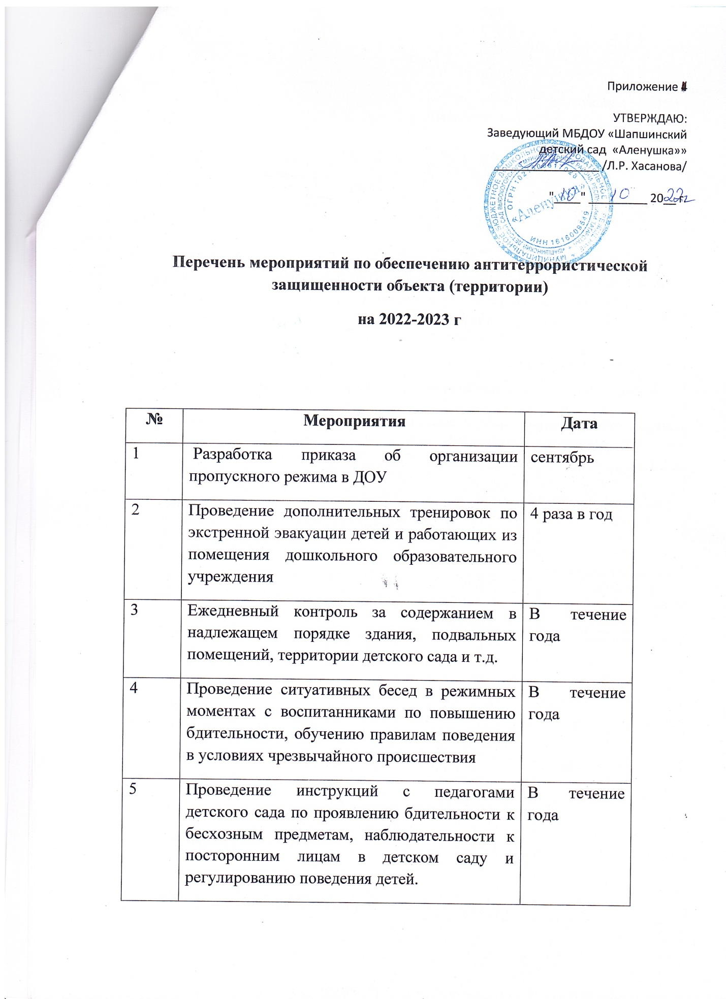 Приложение 4
УТВЕРЖДАЮ:
Заведующий МБДОУ «Шапшинский
детский сад «Аленушка»»
/Л.Р. Хасанова/
"10" 10 2022 г
«Аленушка»
ИНН 1616009649
Перечень мероприятий по обеспечению антитеррористической
защищенности объекта (территории)
на 2022-2023 г
№ Мероприятия Дата
1 Разработка приказа об организации сентябрь
пропускного режима в ДОУ
2 Проведение дополнительных тренировок по 4 раза в год
экстренной эвакуации детей и работающих из
помещения дошкольного образовательного
учреждения
3 Ежедневный контроль за содержанием в В течение
надлежащем порядке здания, подвальных года
помещений, территории детского сада и т.д.
4 Проведение ситуативных бесед в режимных В течение
моментах с воспитанниками по повышению года
бдительности, обучению правилам поведения
в условиях чрезвычайного происшествия
5 Проведение инструкций с педагогами В течение
детского сада по проявлению бдительности к года
бесхозным предметам, наблюдательности к
посторонним лицам в детском саду и
регулированию поведения детей.